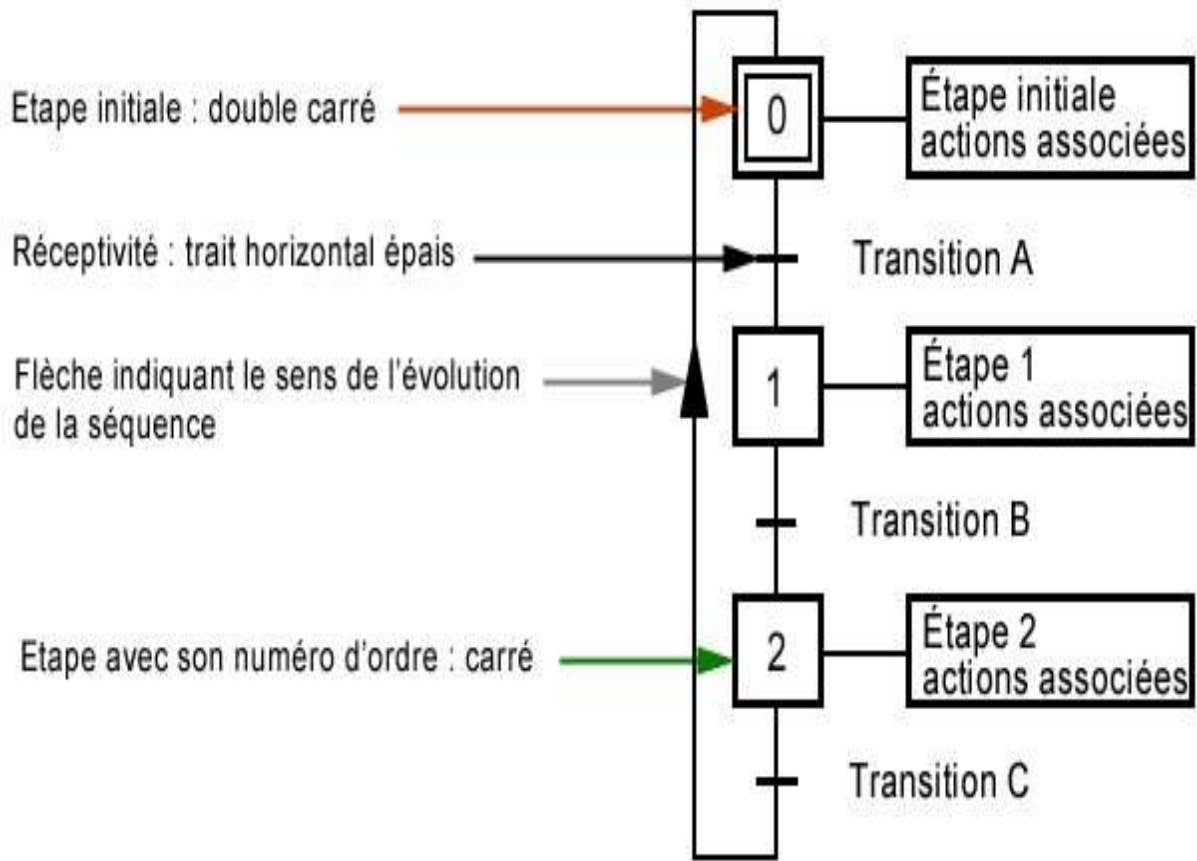 Etape initiale : double carré
0
Étape initiale
actions associées
Réceptivité : trait horizontal épais
Transition A
Flèche indiquant le sens de l'évolution
de la séquence
1
Étape 1
actions associées
Transition B
Etape avec son numéro d'ordre : carré
2
Étape 2
actions associées
Transition C